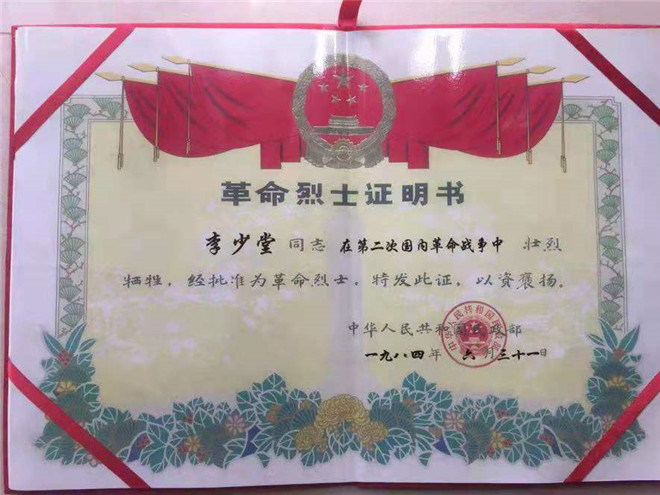 革命烈士证明书
李少堂 同志 在第二次国内革命战争中 壮烈
牺牲，经批准为革命烈士。特发此证，以资褒扬。
中华人民共和国民政部
一九八四年 六月三十一日